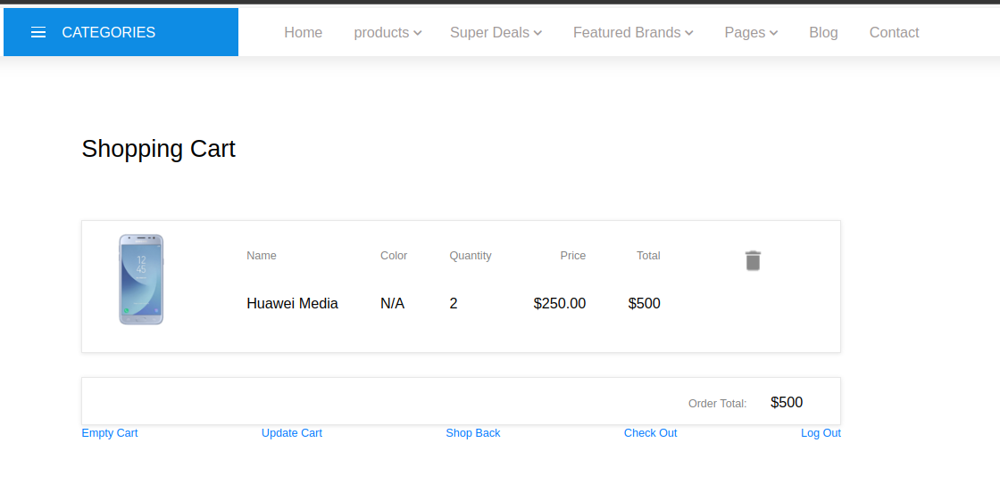 CATEGORIES Home products Super Deals Featured Brands Pages Blog Contact
Shopping Cart
Name Color Quantity Price Total
12
45
Huawei Media N/A 2 $250.00 $500
Order Total: $500
Empty Cart Update Cart Shop Back Check Out Log Out